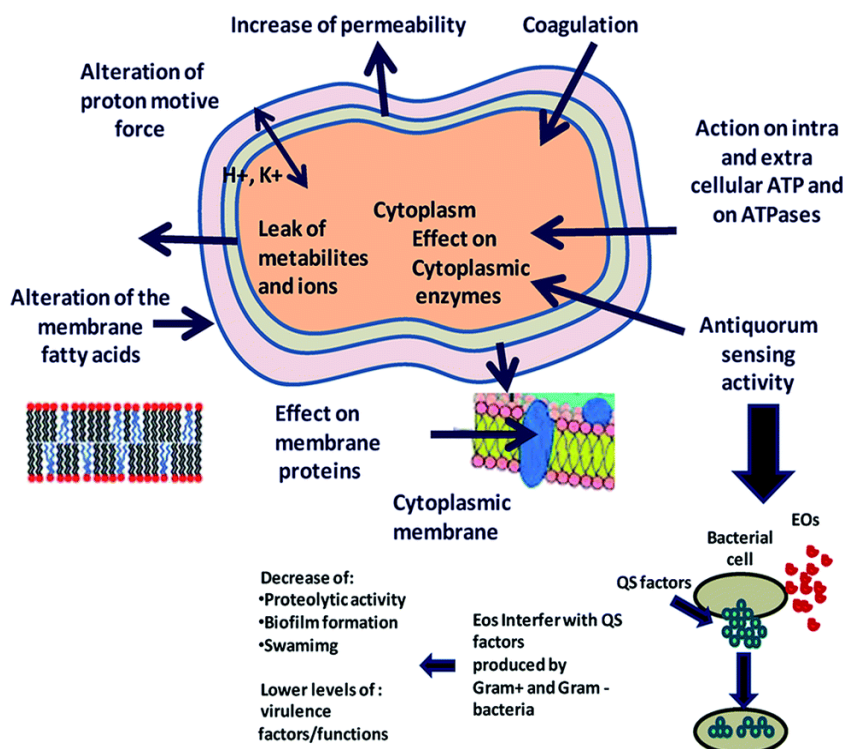 Increase of permeability
Coagulation
Alteration of
proton motive
force
H+, K+
Action on intra
and extra
cellular ATP and
on ATPases
Cytoplasm
Effect on
Cytoplasmic
enzymes
Leak of
metabilites
and ions
Alteration of the
membrane
fatty acids
Antiquorum
sensing
activity
Effect on
membrane
proteins
Cytoplasmic
membrane
EOs
Bacterial
cell
QS factors
Decrease of:
•Proteolytic activity
•Biofilm formation
•Swamimg
Lower levels of :
virulence
factors/functions
Eos Interfer with QS
factors
produced by
Gram+ and Gram -
bacteria